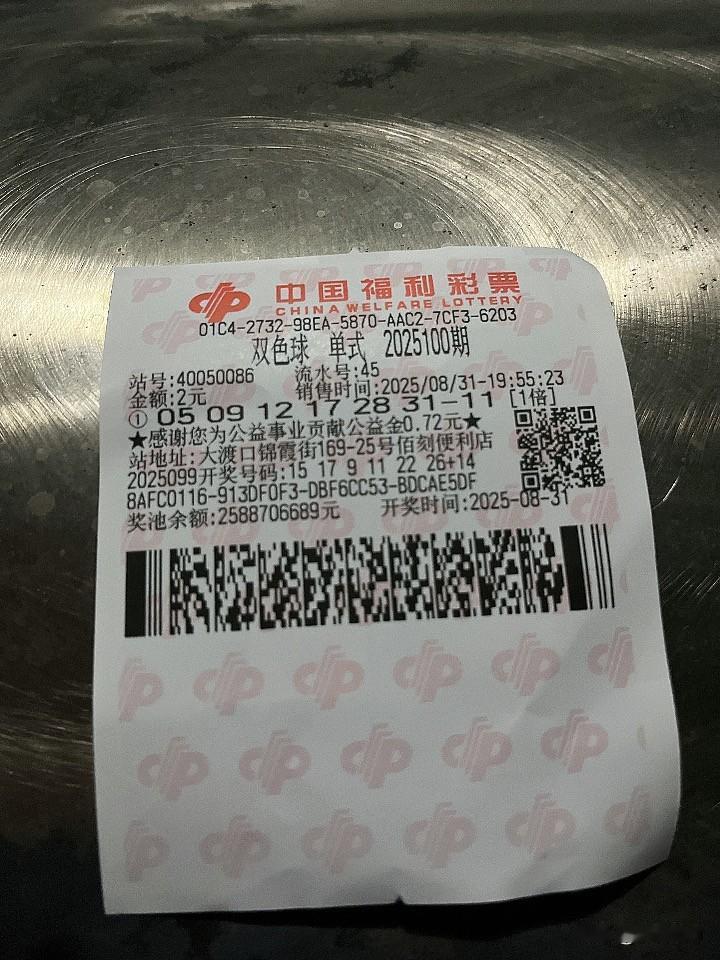 中国福利彩票
CHINA WELFARE LOTTERY
01C4-2732-98EA-5870-AAC2-7CF3-6203
双色球 单式 2025100期
站号:40050086 流水号:45
金额:2元 销售时间:2025/08/31-19:55:23
① 05 09 12 17 28 31-11 [1倍]
★感谢您为公益事业贡献公益金0.72元★
站地址:大渡口锦霞街169-25号佰刻便利店
2025099开奖号码:15 17 9 11 22 26+14
8AFC0116-913DF0F3-DBF6CC53-BDCAE5DF
奖池余额:2588706689元 开奖时间:2025-08-31